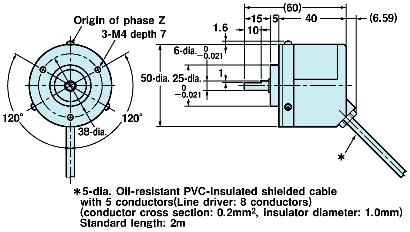 Origin of phase Z
3-M4 depth 7
120°
120°
38-dia.
(60)
15 5 40 (6.59)
10
1.6
6-dia. 0 -0.021
1
50-dia. 25-dia. 0 -0.021
*
*5-dia. Oil-resistant PVC-Insulated shielded cable
with 5 conductors(Line driver: 8 conductors)
(conductor cross section: 0.2mm², insulator diameter: 1.0mm)
Standard length: 2m